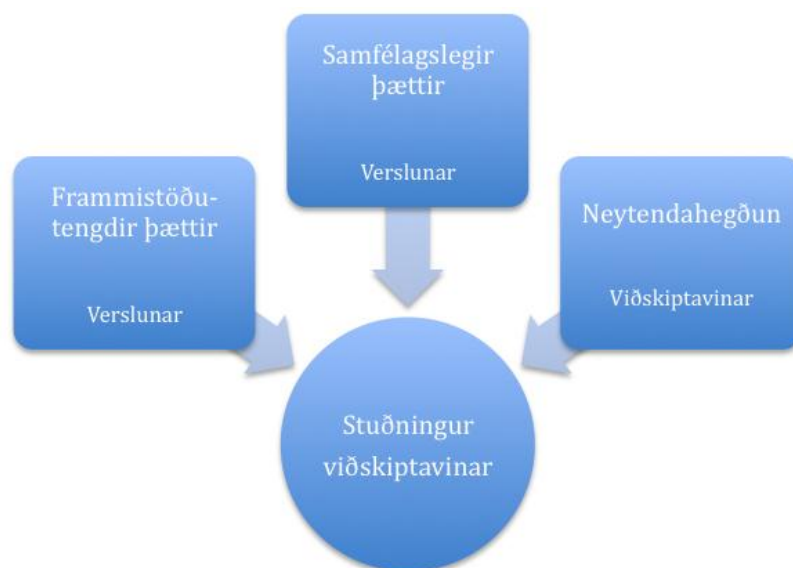 Samfélagslegir
þættir
Verslunar
Frammistöðu-
tengdir þættir
Verslunar
Neytendahegðun
Viðskiptavinar
Stuðningur
viðskiptavinar